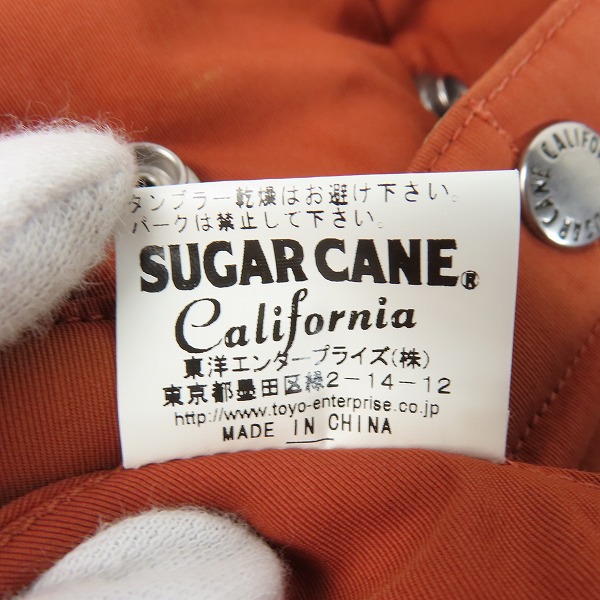 タンブラー乾燥はお避け下さい。
パークは禁止して下さい。
SUGAR CANE®
California
東洋エンタープライズ(株)
東京都墨田区緑2-14-12
http://www.toyo-enterprise.co.jp
MADE IN CHINA
SUGAR CANE CALIFORNIA